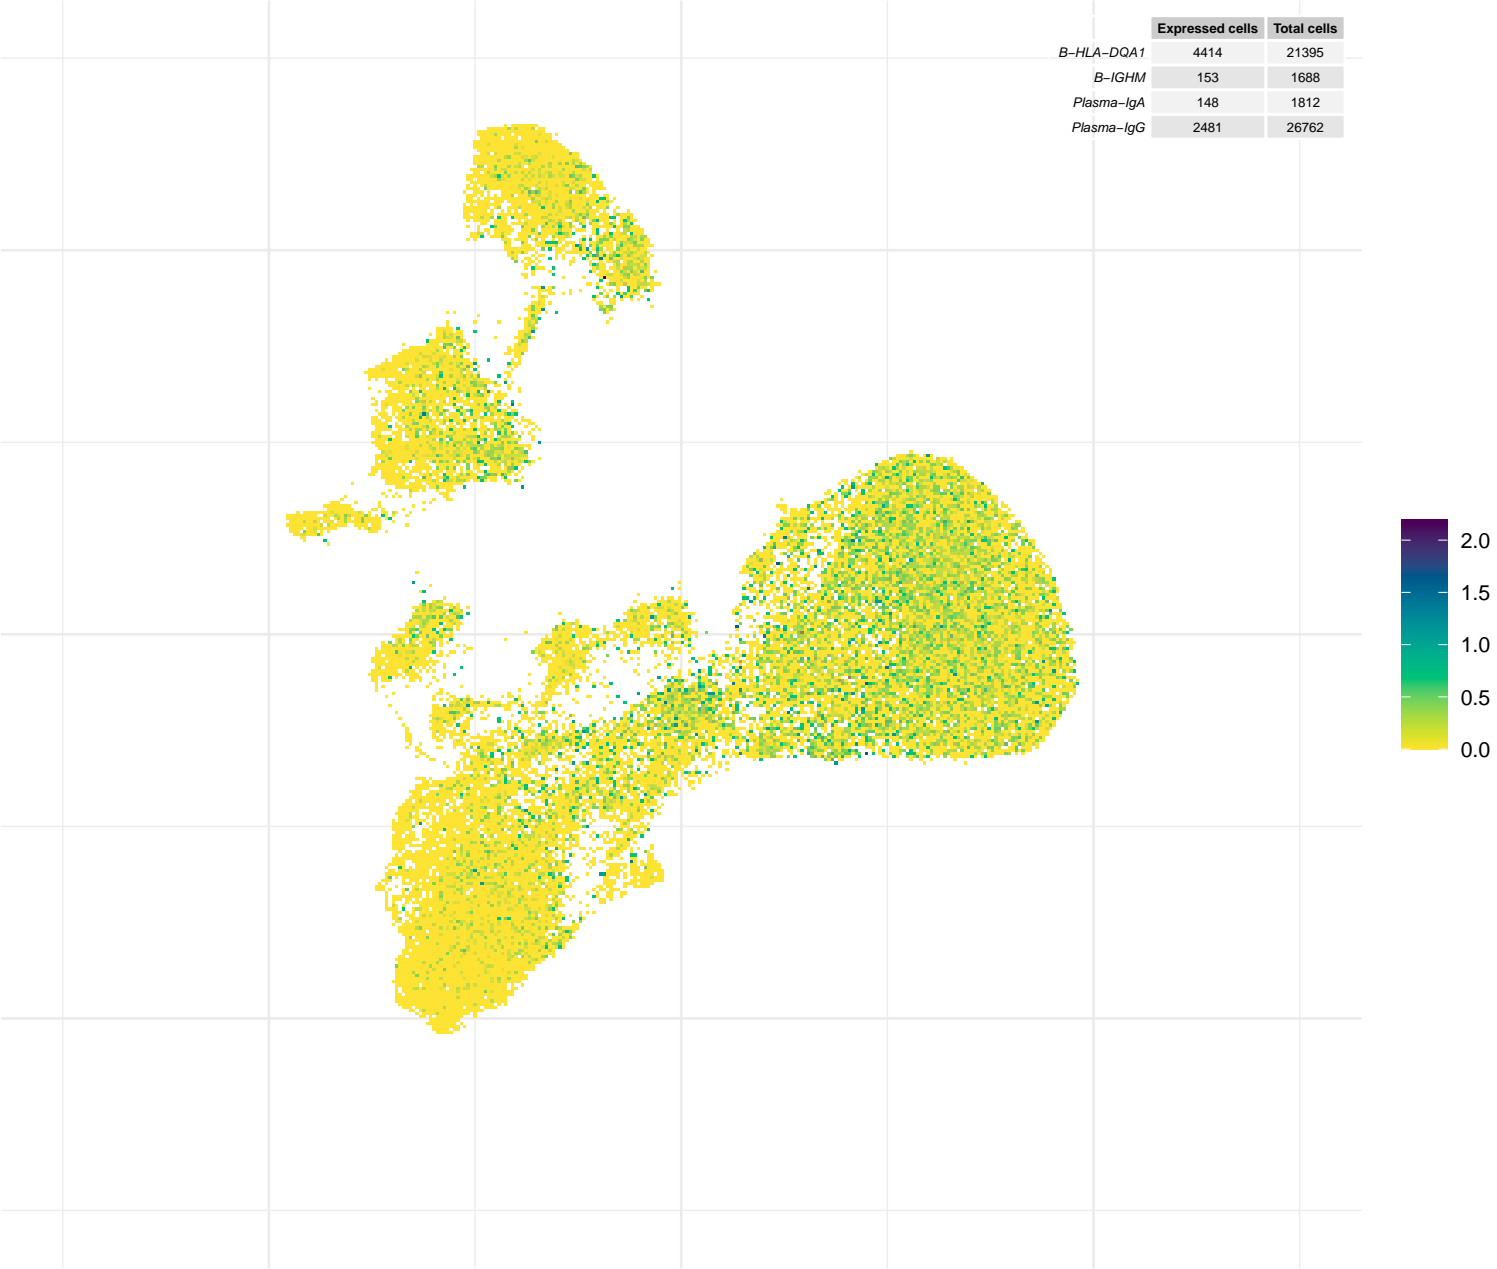 Expressed cells Total cells
B−HLA−DQA1 4414 21395
B−IGHM 153 1688
Plasma−IgA 148 1812
Plasma−IgG 2481 26762
2.0
1.5
1.0
0.5
0.0